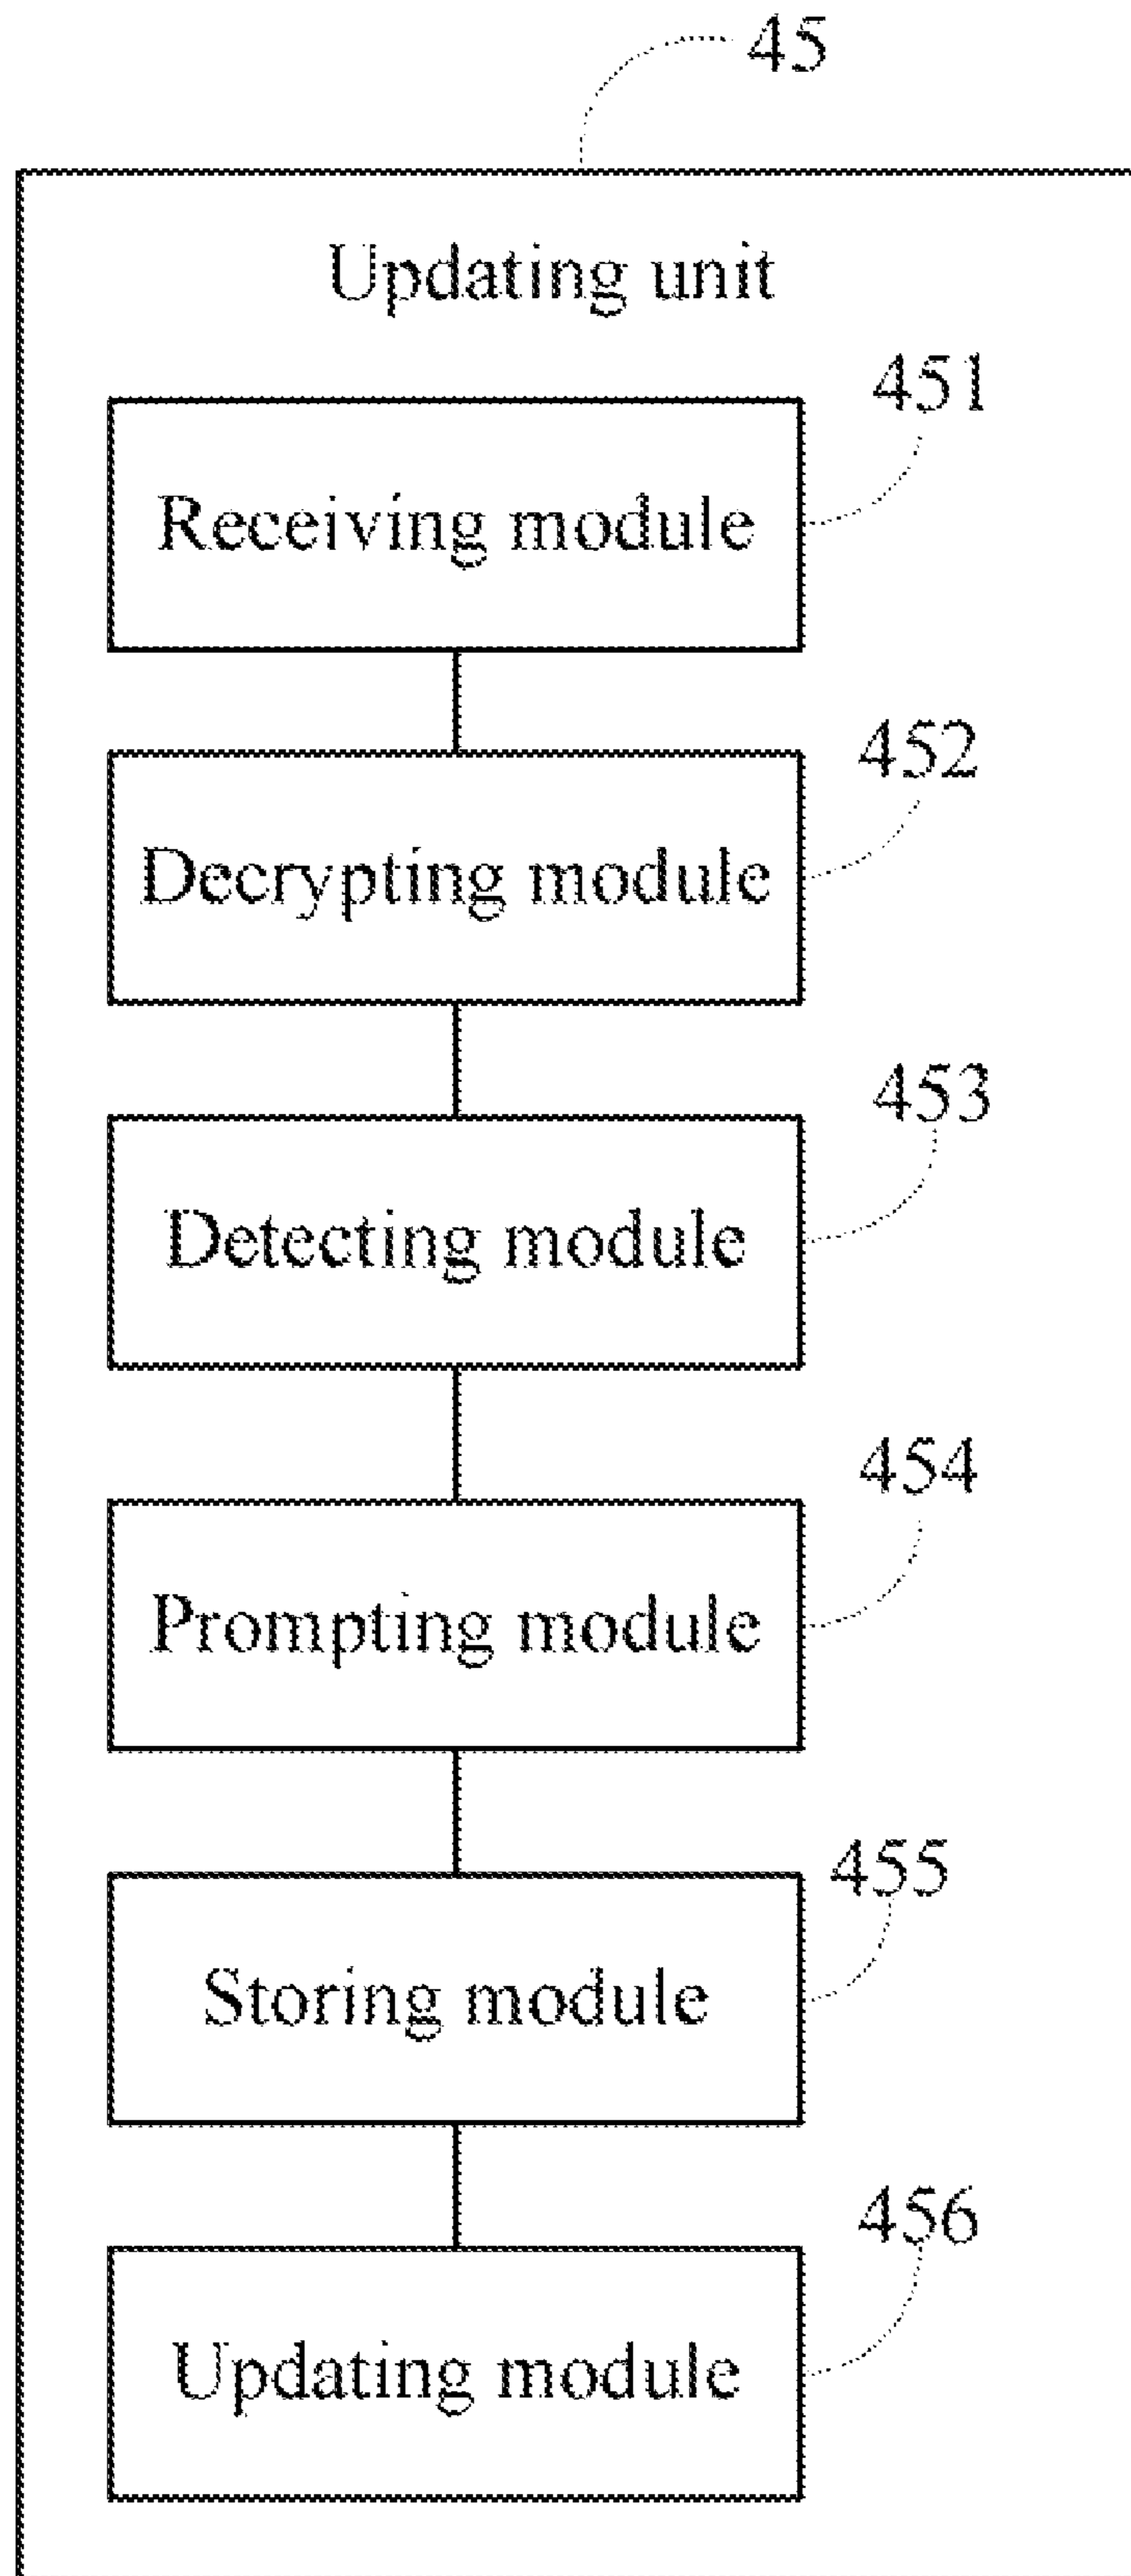 45
Updating unit
451
Receiving module
452
Decrypting module
453
Detecting module
454
Prompting module
455
Storing module
456
Updating module